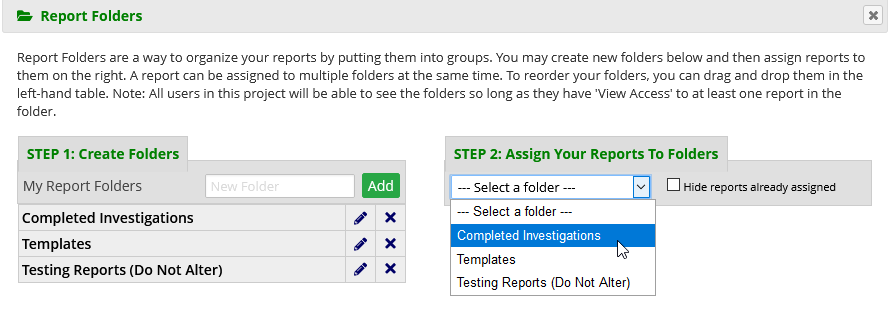 Report Folders
Report Folders are a way to organize your reports by putting them into groups. You may create new folders below and then assign reports to
them on the right. A report can be assigned to multiple folders at the same time. To reorder your folders, you can drag and drop them in the
left-hand table. Note: All users in this project will be able to see the folders so long as they have 'View Access' to at least one report in the
folder.
STEP 1: Create Folders
My Report Folders
New Folder
Add
Completed Investigations
Templates
Testing Reports (Do Not Alter)
STEP 2: Assign Your Reports To Folders
--- Select a folder ---
Hide reports already assigned
--- Select a folder ---
Completed Investigations
Templates
Testing Reports (Do Not Alter)